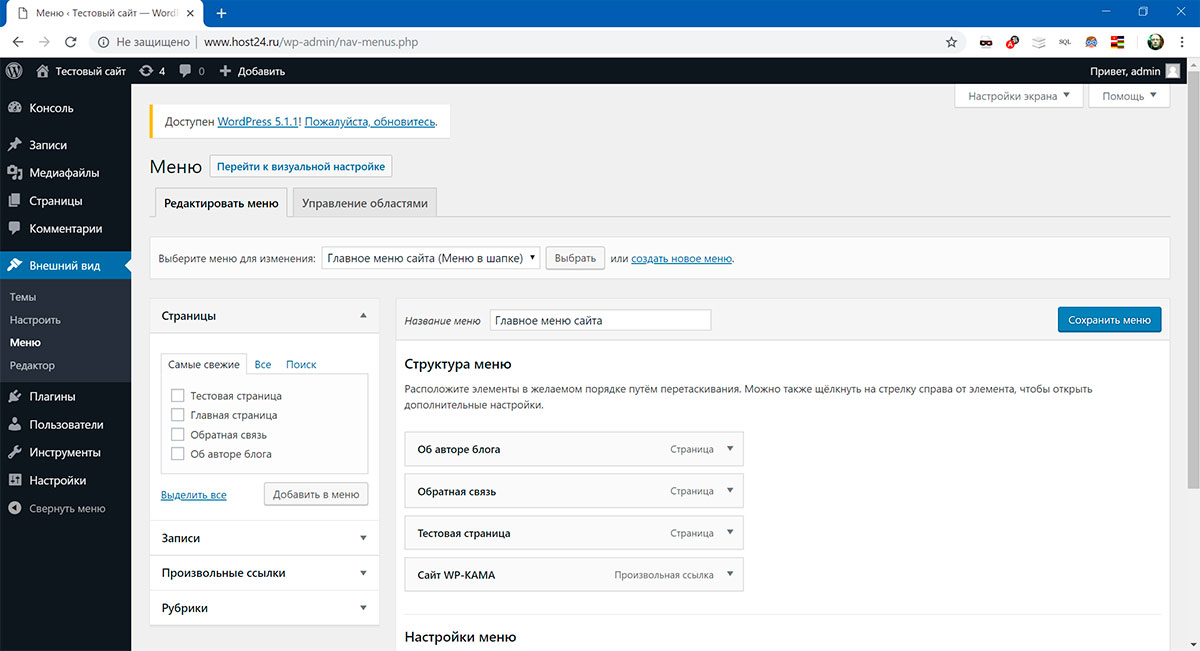 Меню ‹ Тестовый сайт — WordP
Не защищено www.host24.ru/wp-admin/nav-menus.php
SQL
Тестовый сайт 4 0 Добавить Привет, admin
Настройки экрана Помощь
Консоль
Записи
Медиафайлы
Страницы
Комментарии
Внешний вид
Темы
Настроить
Меню
Редактор
Плагины
Пользователи
Инструменты
Настройки
Свернуть меню
Доступен WordPress 5.1.1! Пожалуйста, обновитесь.
Меню Перейти к визуальной настройке
Редактировать меню Управление областями
Выберите меню для изменения: Главное меню сайта (Меню в шапке) Выбрать или создать новое меню.
Страницы
Самые свежие Все Поиск
Тестовая страница
Главная страница
Обратная связь
Об авторе блога
Выделить все Добавить в меню
Записи
Произвольные ссылки
Рубрики
Название меню Главное меню сайта Сохранить меню
Структура меню
Расположите элементы в желаемом порядке путём перетаскивания. Можно также щёлкнуть на стрелку справа от элемента, чтобы открыть
дополнительные настройки.
Об авторе блога Страница
Обратная связь Страница
Тестовая страница Страница
Сайт WP-KAMA Произвольная ссылка
Настройки меню